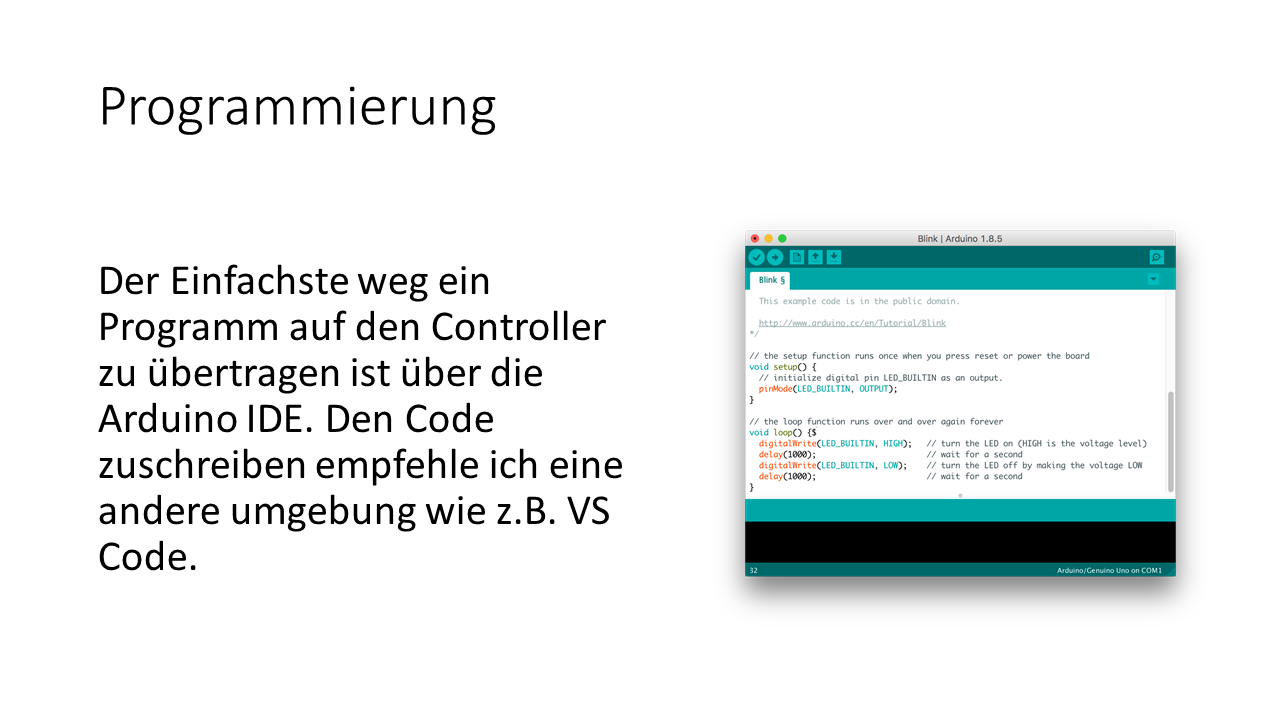 Programmierung
Der Einfachste weg ein
Programm auf den Controller
zu übertragen ist über die
Arduino IDE. Den Code
zuschreiben empfehle ich eine
andere umgebung wie z.B. VS
Code.
Blink | Arduino 1.8.5
Blink §
This example code is in the public domain.
http://www.arduino.cc/en/Tutorial/Blink
*/
// the setup function runs once when you press reset or power the board
void setup() {
  // initialize digital pin LED_BUILTIN as an output.
  pinMode(LED_BUILTIN, OUTPUT);
}
// the loop function runs over and over again forever
void loop() {$
  digitalWrite(LED_BUILTIN, HIGH);   // turn the LED on (HIGH is the voltage level)
  delay(1000);                       // wait for a second
  digitalWrite(LED_BUILTIN, LOW);    // turn the LED off by making the voltage LOW
  delay(1000);                       // wait for a second
}
32 Arduino/Genuino Uno on COM1